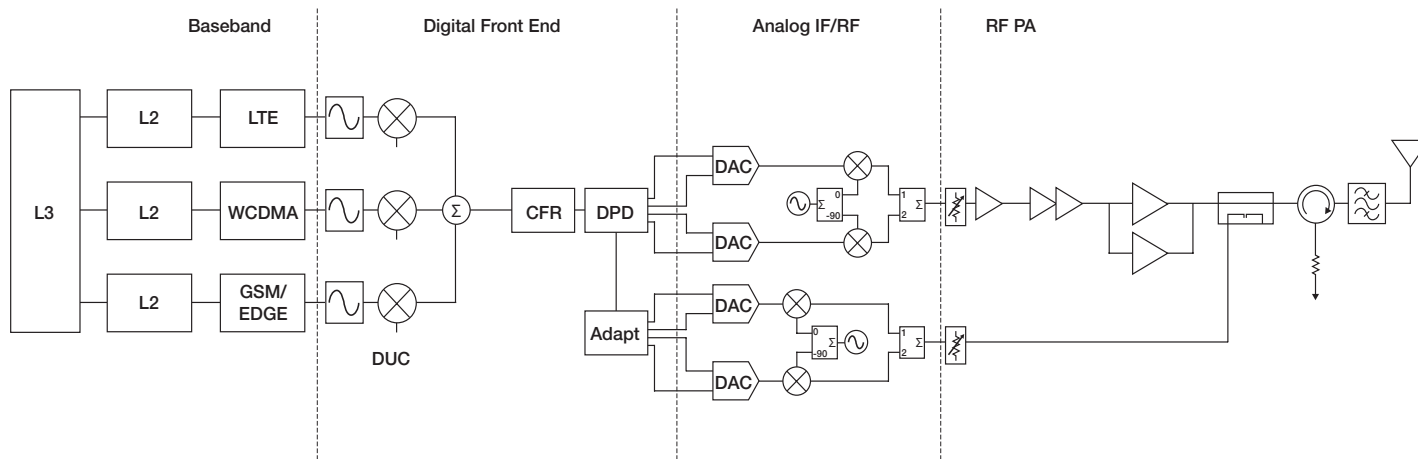 Baseband
Digital Front End
Analog IF/RF
RF PA
L3
L2
LTE
L2
WCDMA
L2
GSM/
EDGE
DUC
Σ
CFR
DPD
Adapt
DAC
DAC
Σ
0
-90
1
2
Σ
DAC
DAC
0
-90
Σ
1
2
Σ